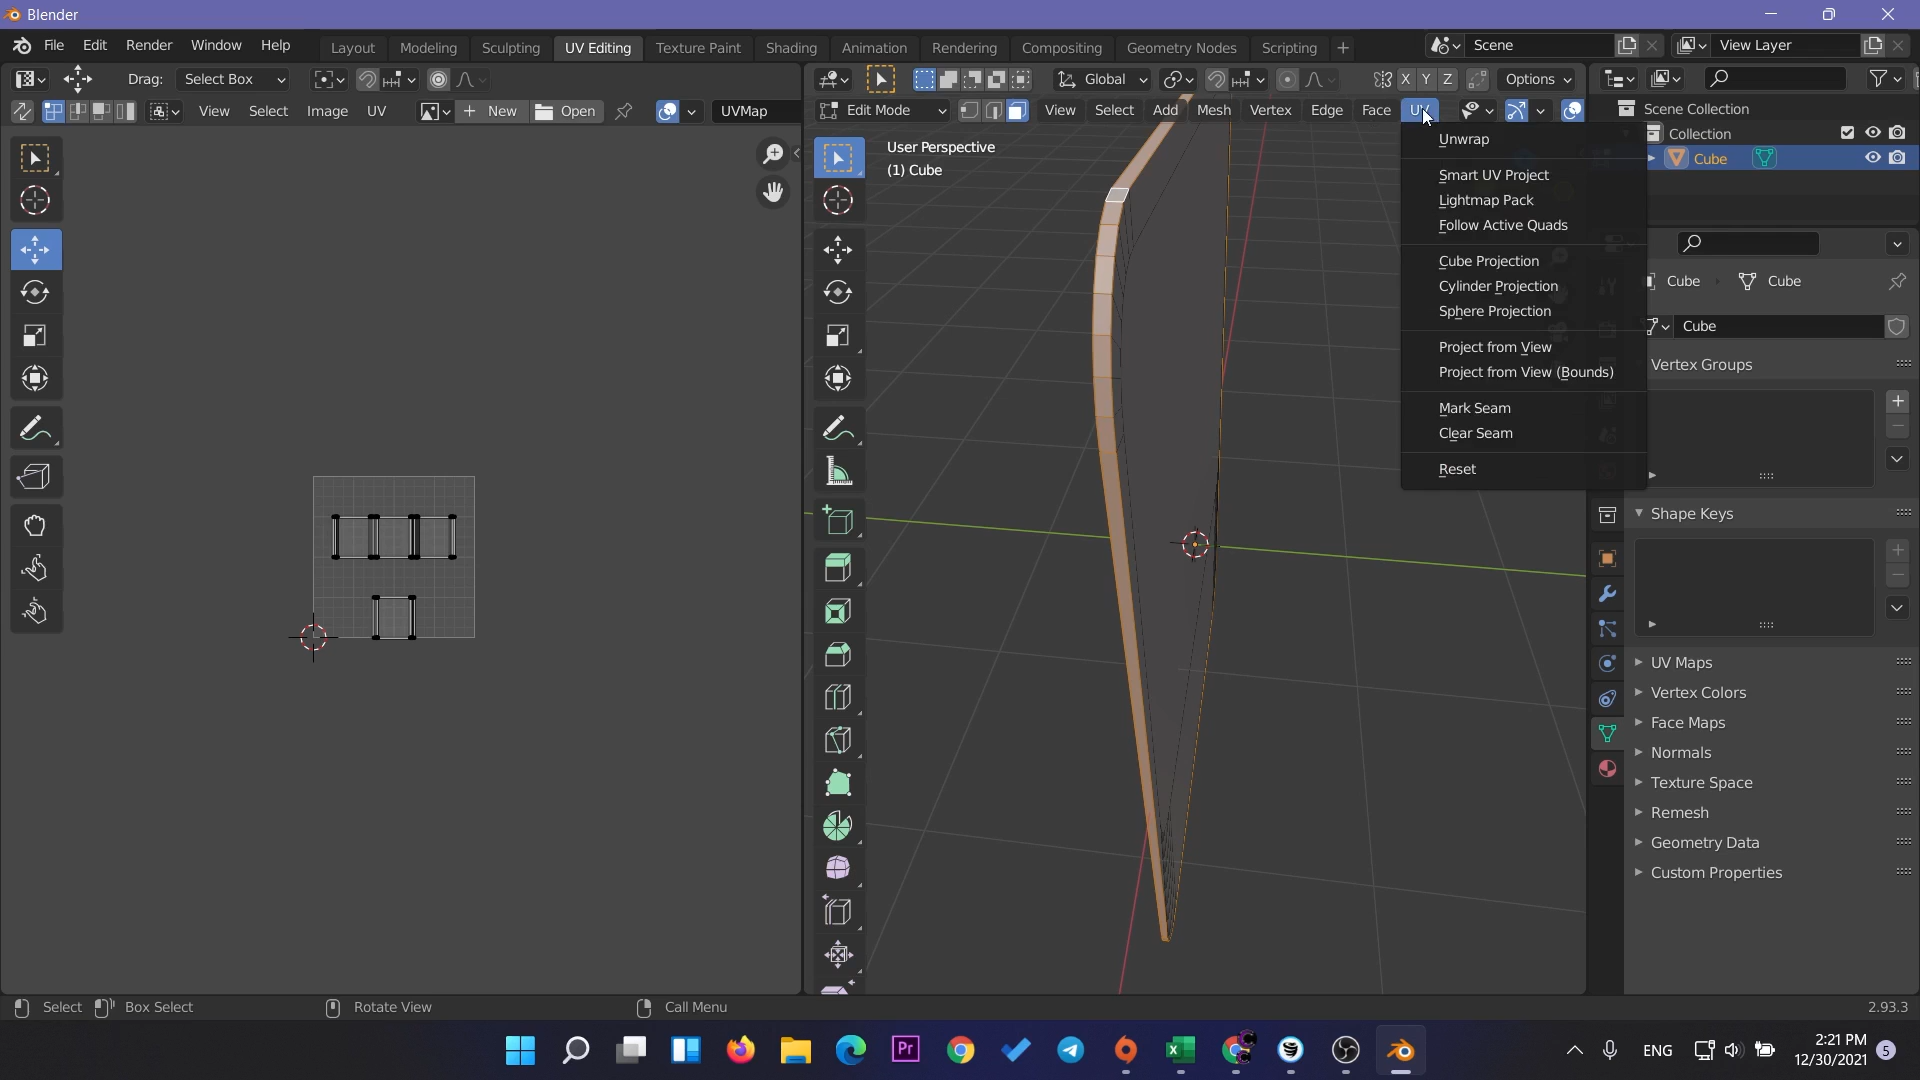 Blender
File Edit Render Window Help Layout Modeling Sculpting UV Editing Texture Paint Shading Animation Rendering Compositing Geometry Nodes Scripting + Scene View Layer
Drag: Select Box Global X Y Z Options
View Select Image UV + New Open UVMap Edit Mode View Select Add Mesh Vertex Edge Face UV Scene Collection
Collection
Cube
User Perspective
(1) Cube
Unwrap
Smart UV Project
Lightmap Pack
Follow Active Quads
Cube Projection
Cylinder Projection
Sphere Projection
Project from View
Project from View (Bounds)
Mark Seam
Clear Seam
Reset
Cube Cube
Cube
Vertex Groups
Shape Keys
UV Maps
Vertex Colors
Face Maps
Normals
Texture Space
Remesh
Geometry Data
Custom Properties
Select Box Select Rotate View Call Menu 2.93.3
Pr ENG 2:21 PM
12/30/2021 5